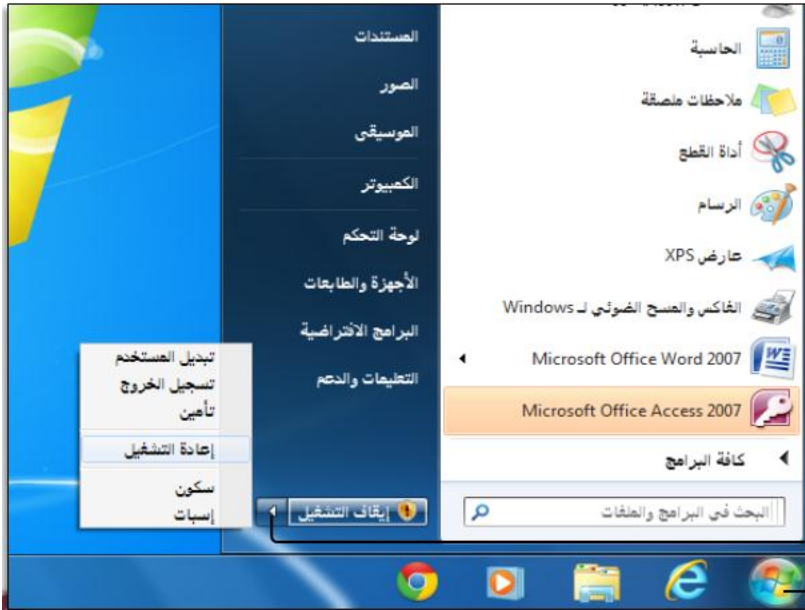 الحاسبة
ملاحظات ملصقة
أداة القطع
الرسام
عارض XPS
الفاكس والمسح الضوئي لـ Windows
Microsoft Office Word 2007
Microsoft Office Access 2007
كافة البرامج
البحث في البرامج والملفات
المستندات
الصور
الموسيقى
الكمبيوتر
لوحة التحكم
الأجهزة والطابعات
البرامج الافتراضية
التعليمات والدعم
إيقاف التشغيل
تبديل المستخدم
تسجيل الخروج
تأمين
إعادة التشغيل
سكون
إسبات